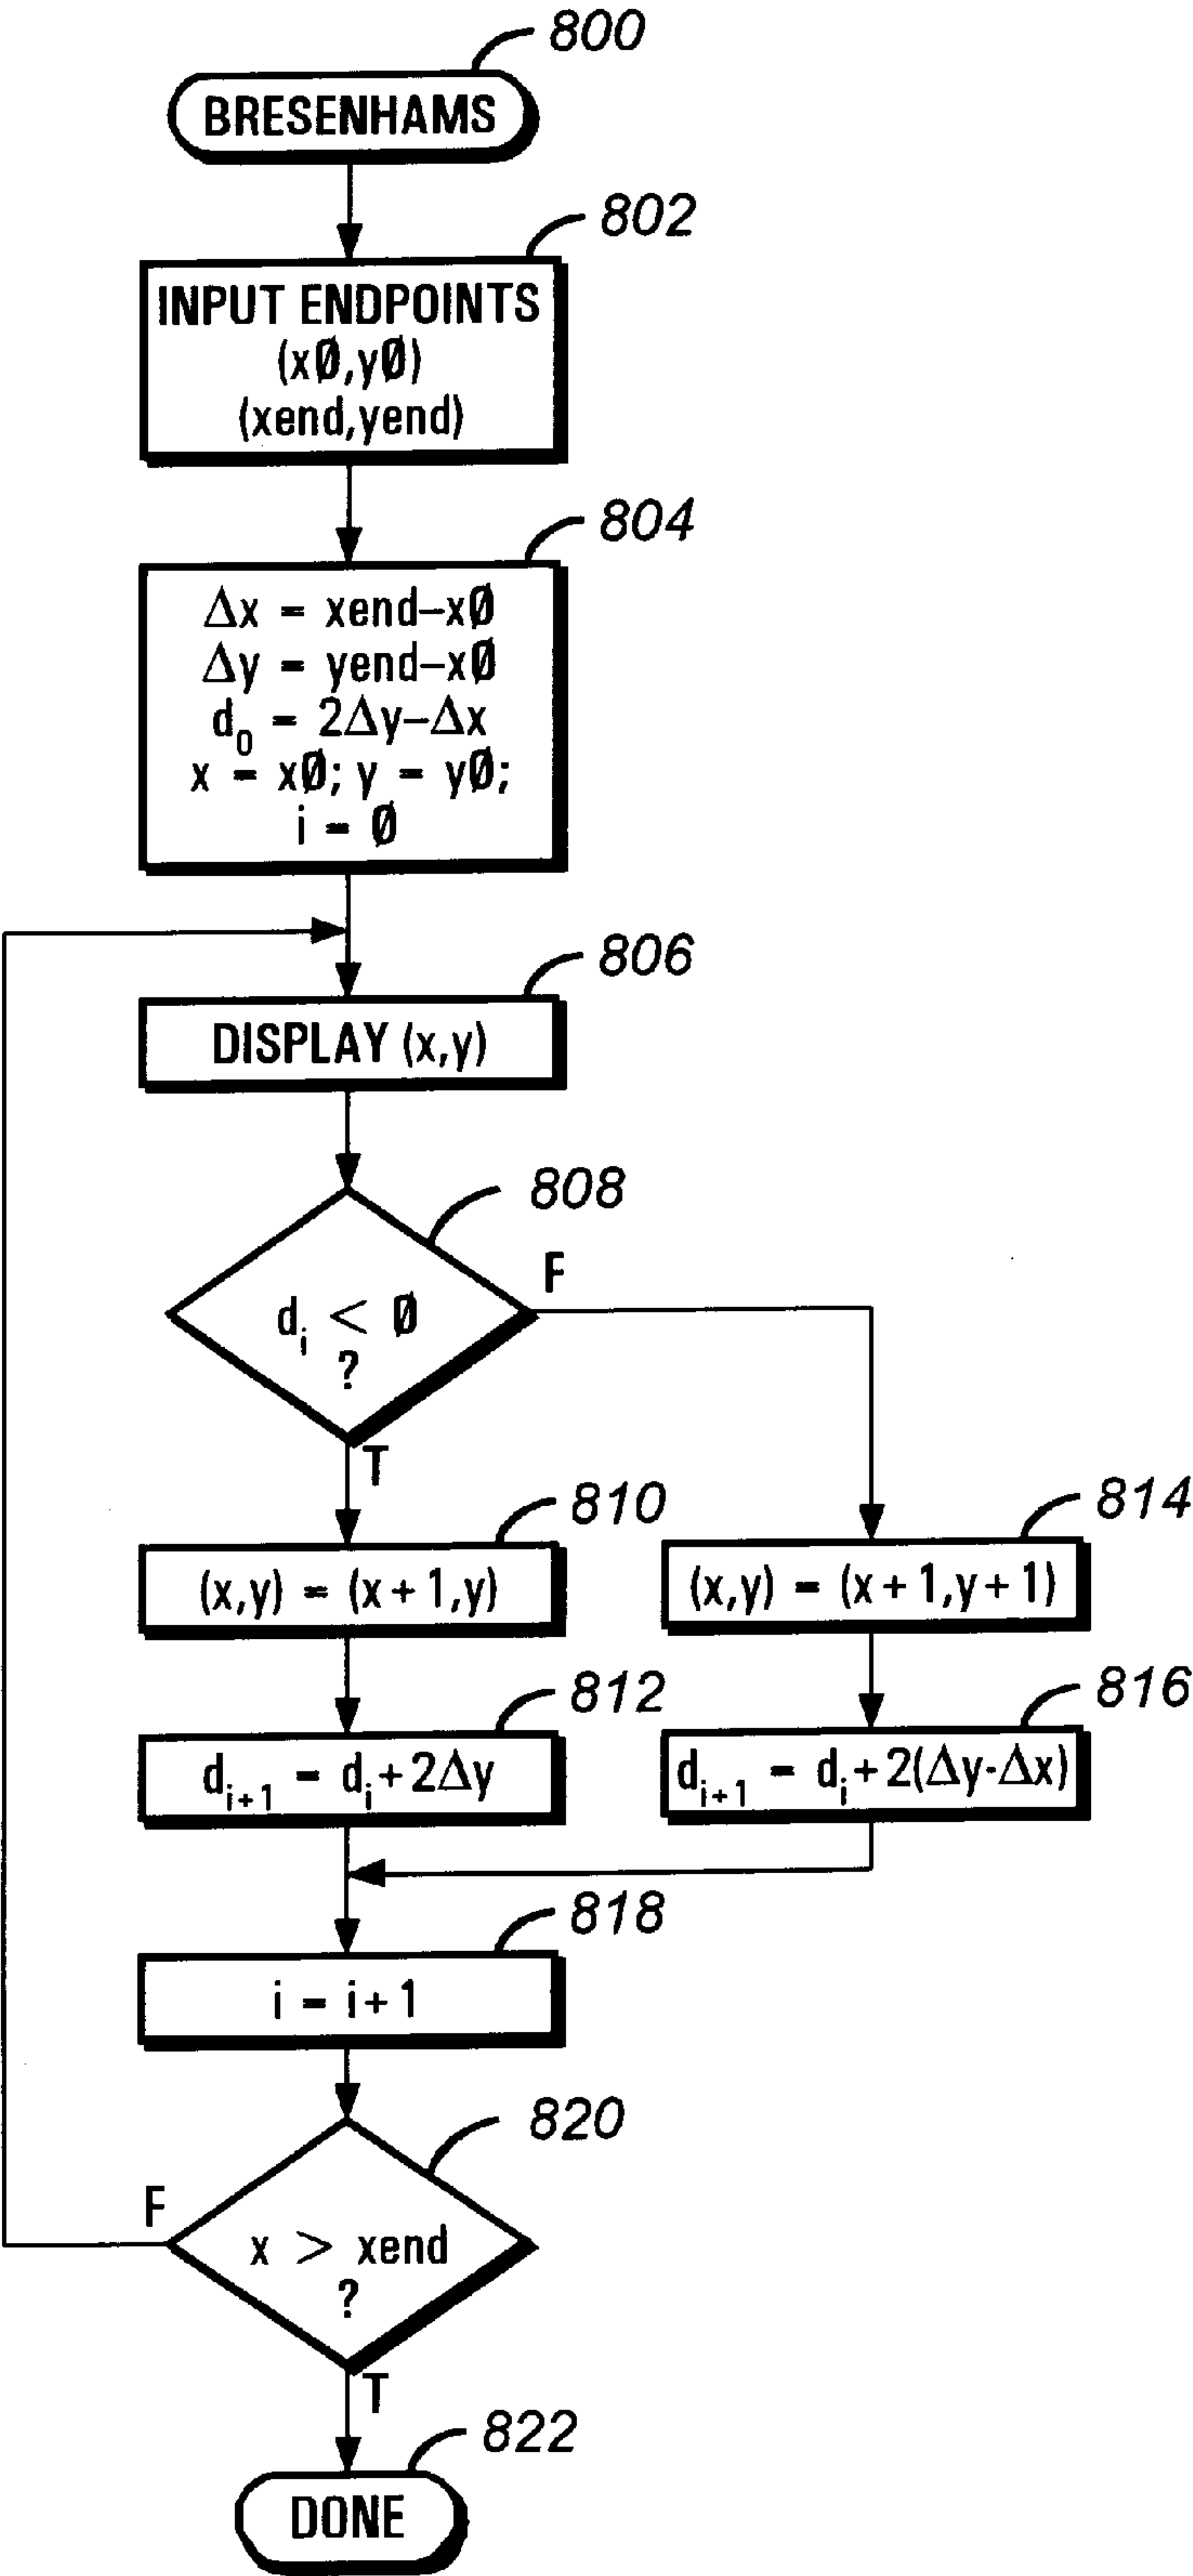 800
BRESENHAMS
802
INPUT ENDPOINTS
(xØ,yØ)
(xend,yend)
804
Δx = xend–xØ
Δy = yend–xØ
d₀ = 2Δy–Δx
x = xØ; y = yØ;
i = Ø
806
DISPLAY (x,y)
808
F
dᵢ < Ø
?
T
810
(x,y) = (x+1,y)
814
(x,y) = (x+1,y+1)
812
dᵢ₊₁ = dᵢ+2Δy
816
dᵢ₊₁ = dᵢ+2(Δy-Δx)
818
i = i+1
820
F
x > xend
?
T
822
DONE